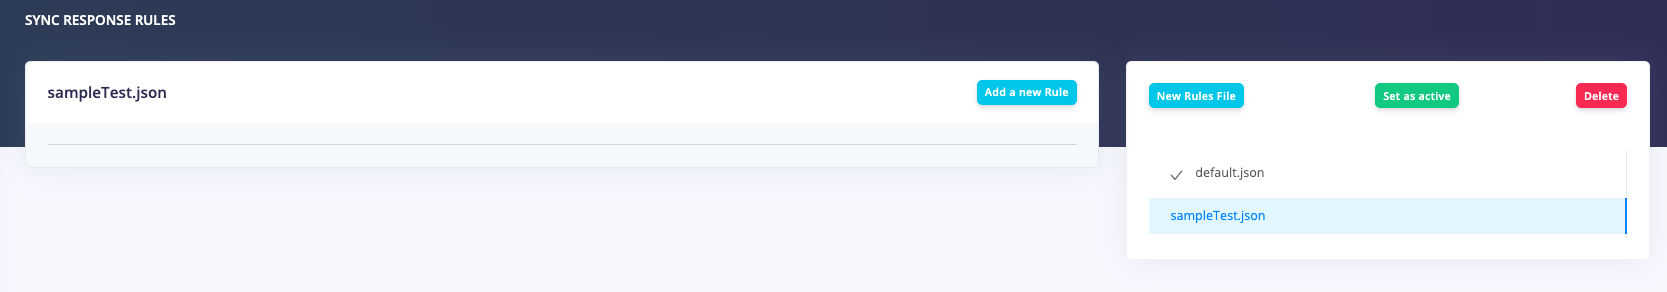 SYNC RESPONSE RULES
sampleTest.json
Add a new Rule
New Rules File
Set as active
Delete
default.json
sampleTest.json